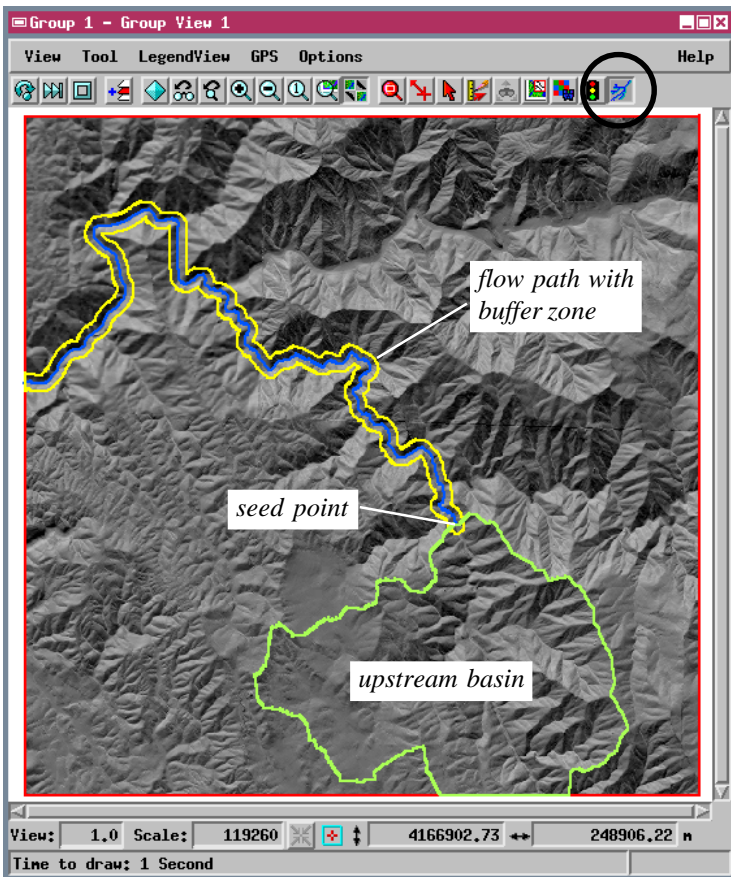 Group 1 - Group View 1
View Tool LegendView GPS Options Help
flow path with
buffer zone
seed point
upstream basin
View: 1.0 Scale: 119260 4166902.73 248906.22 m
Time to draw: 1 Second